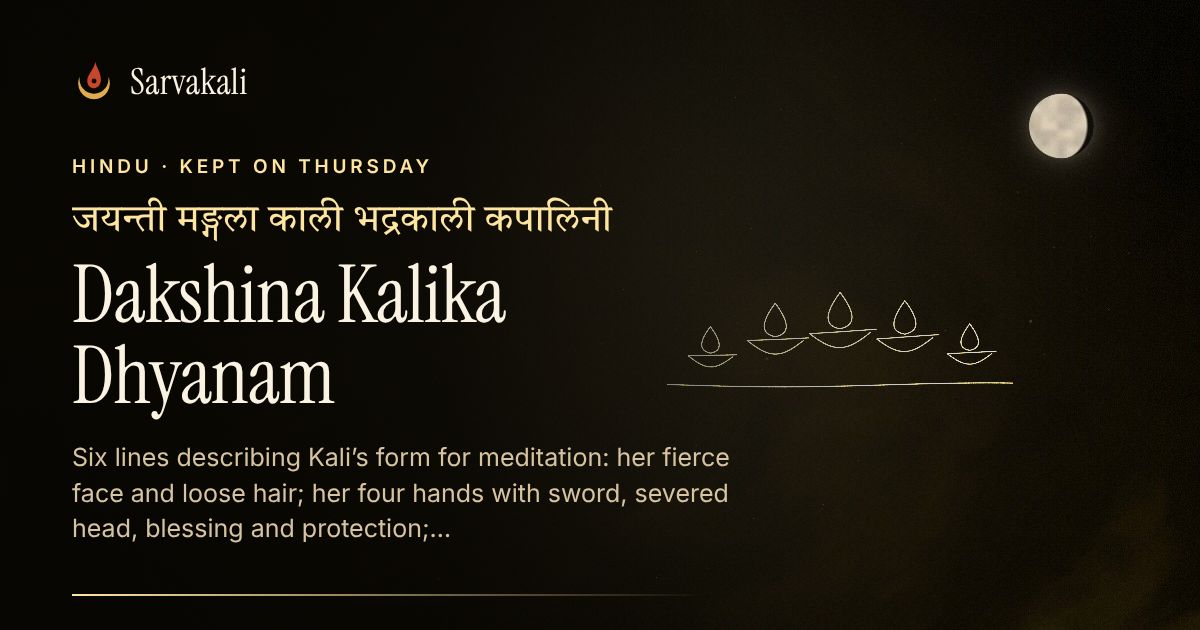 Sarvakali
HINDU · KEPT ON THURSDAY
जयन्ती मङ्गला काली भद्रकाली कपालिनी
Dakshina Kalika
Dhyanam
Six lines describing Kali’s form for meditation: her fierce
face and loose hair; her four hands with sword, severed
head, blessing and protection;...